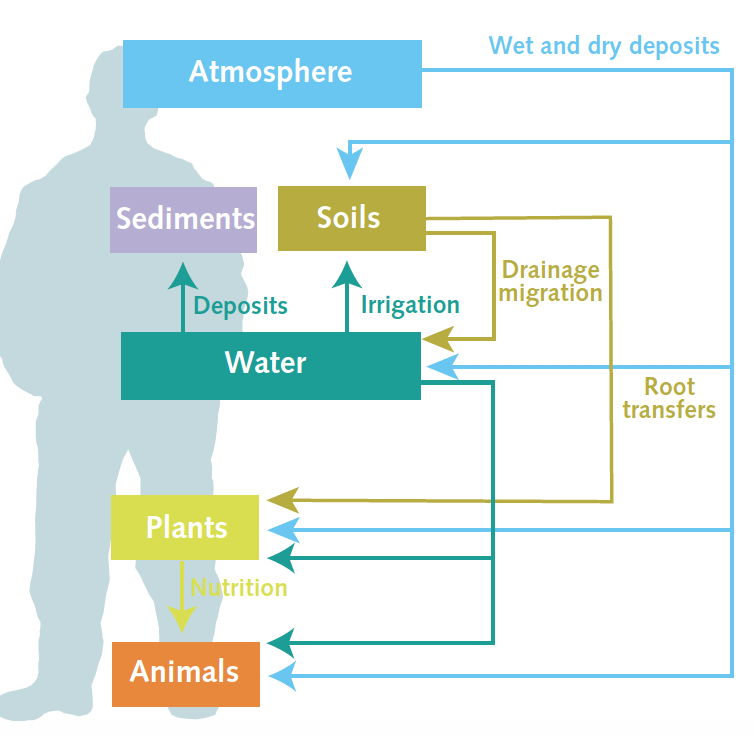 Wet and dry deposits
Atmosphere
Sediments
Soils
Drainage
migration
Deposits
Irrigation
Water
Root
transfers
Plants
Nutrition
Animals